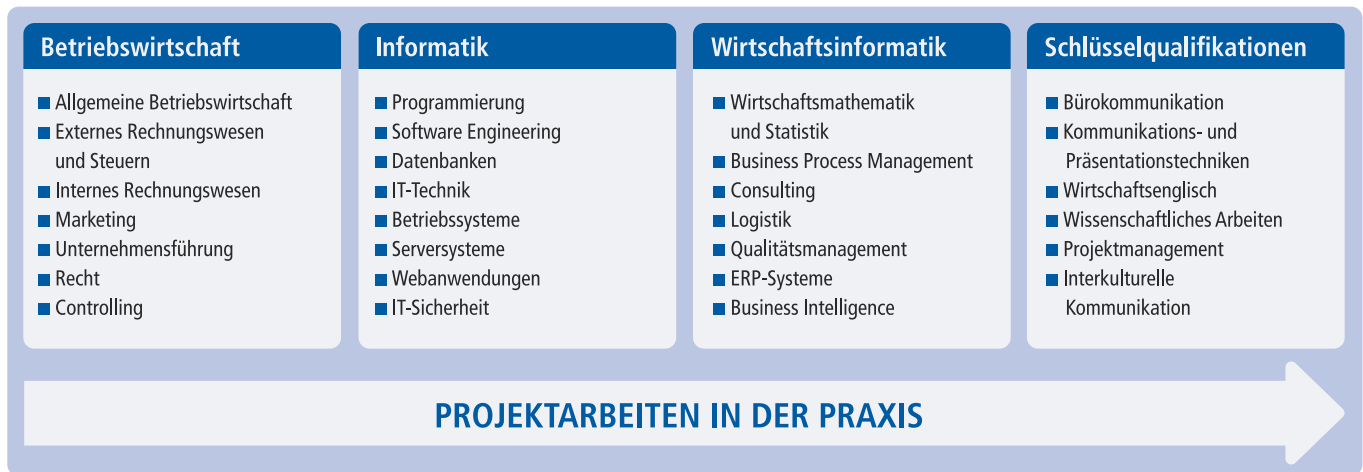 Betriebswirtschaft
■ Allgemeine Betriebswirtschaft
■ Externes Rechnungswesen
und Steuern
■ Internes Rechnungswesen
■ Marketing
■ Unternehmensführung
■ Recht
■ Controlling
Informatik
■ Programmierung
■ Software Engineering
■ Datenbanken
■ IT-Technik
■ Betriebssysteme
■ Serversysteme
■ Webanwendungen
■ IT-Sicherheit
Wirtschaftsinformatik
■ Wirtschaftsmathematik
und Statistik
■ Business Process Management
■ Consulting
■ Logistik
■ Qualitätsmanagement
■ ERP-Systeme
■ Business Intelligence
Schlüsselqualifikationen
■ Bürokommunikation
■ Kommunikations- und
Präsentationstechniken
■ Wirtschaftsenglisch
■ Wissenschaftliches Arbeiten
■ Projektmanagement
■ Interkulturelle
Kommunikation
PROJEKTARBEITEN IN DER PRAXIS